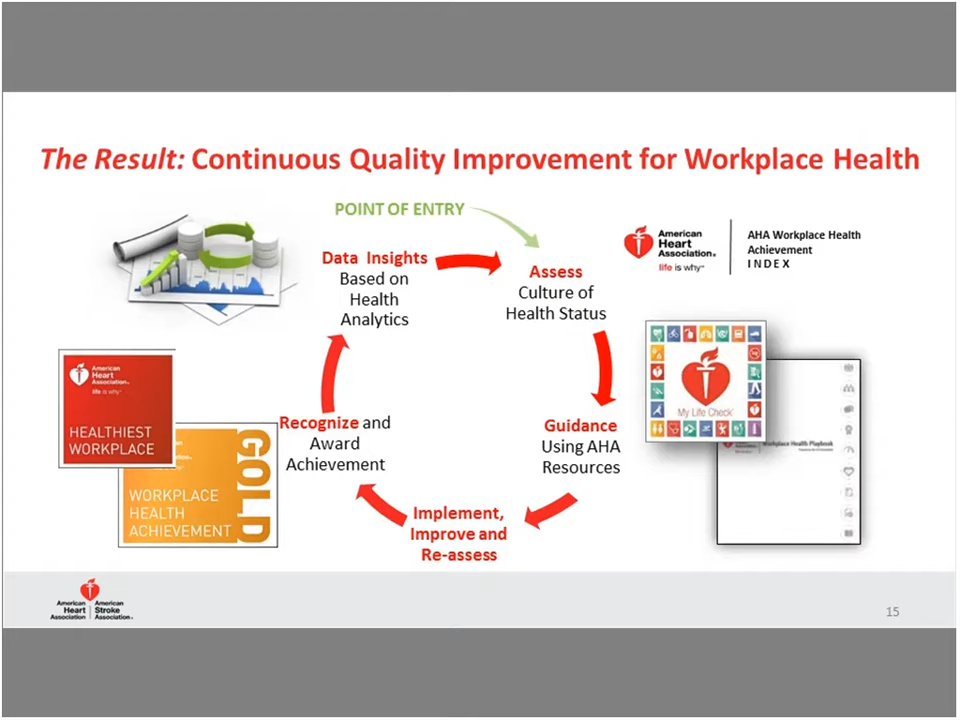 The Result: Continuous Quality Improvement for Workplace Health
POINT OF ENTRY
Data Insights
Based on
Health
Analytics
Assess
Culture of
Health Status
American
Heart
Association®
life is why™
AHA Workplace Health
Achievement
INDEX
My Life Check®
Workplace Health Playbook
Guidance
Using AHA
Resources
Implement,
Improve and
Re-assess
Recognize and
Award
Achievement
American
Heart
Association®
life is why™
HEALTHIEST
WORKPLACE
WORKPLACE
HEALTH
ACHIEVEMENT
GOLD
American
Heart
Association
American
Stroke
Association®
15